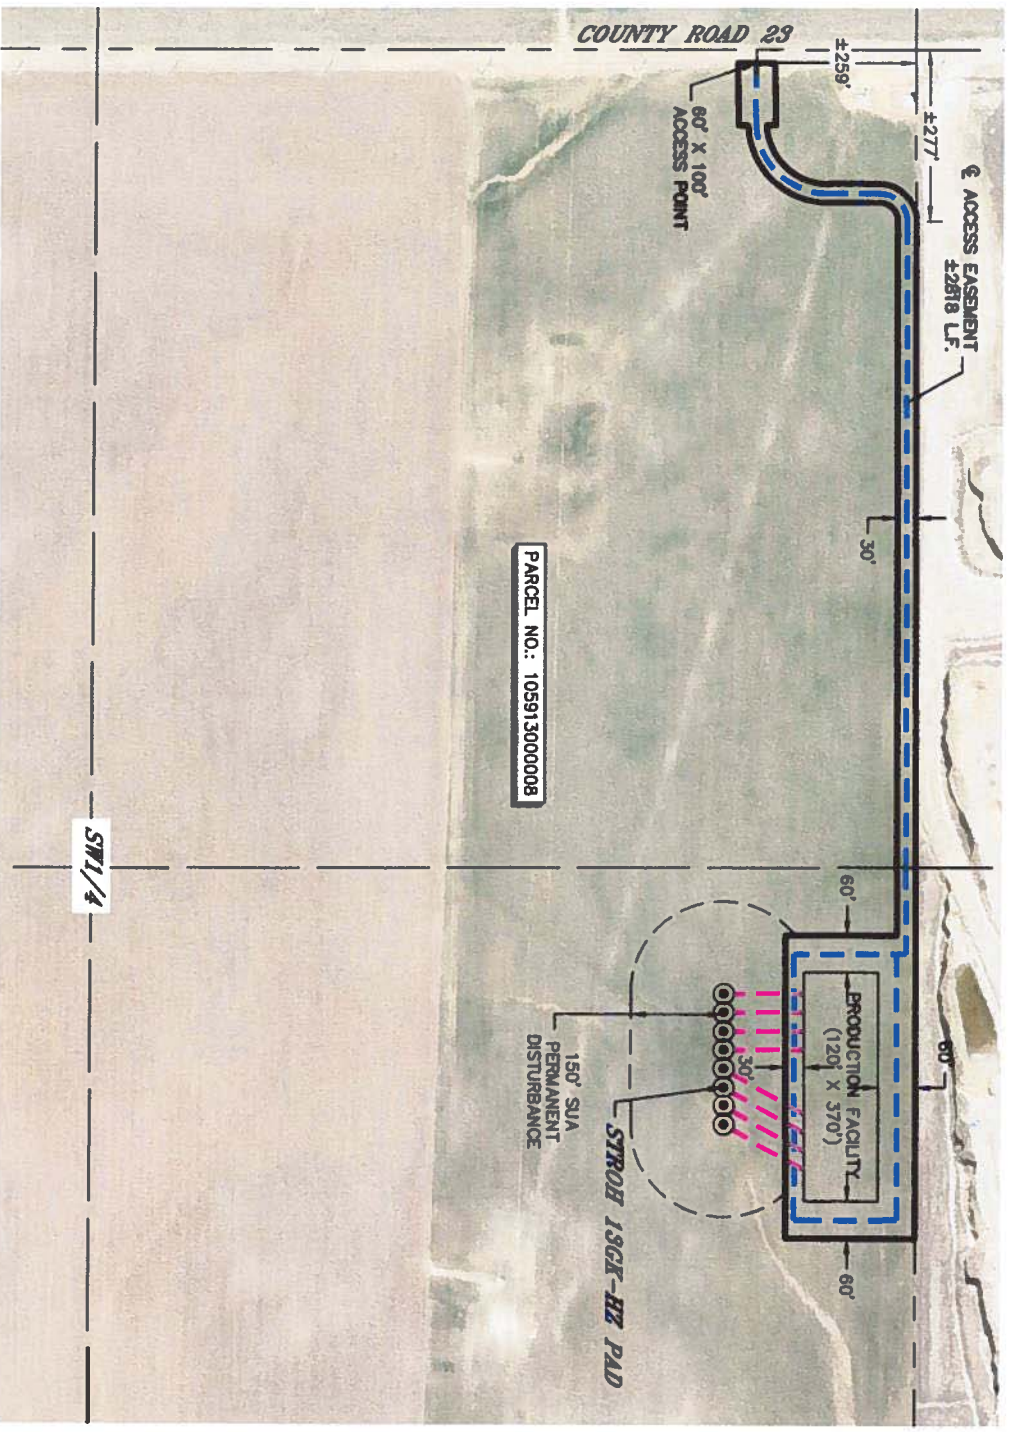 COUNTY ROAD 23
±259'
±277'
℄ ACCESS EASEMENT
±2818 L.F.
60' X 100'
ACCESS POINT
30'
PARCEL NO.: 105913000008
SW1/4
60'
60'
PRODUCTION FACILITY
(120' X 370')
30'
150' SUA
PERMANENT
DISTURBANCE
STROH 13GK-HZ PAD
60'